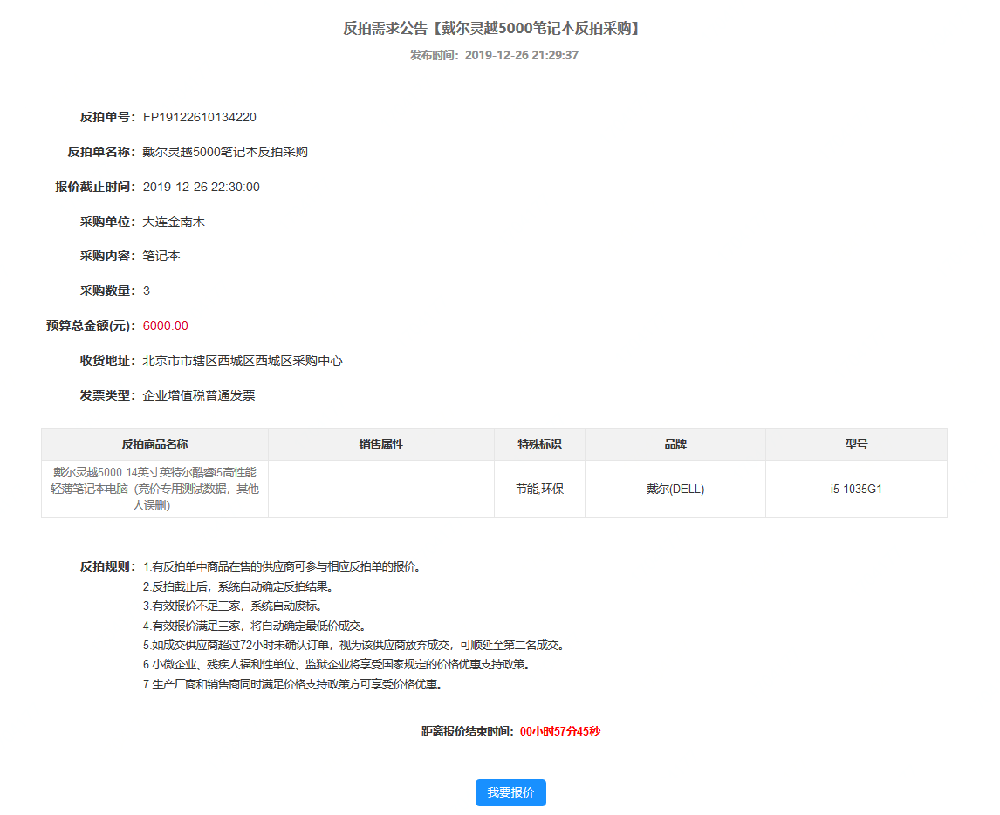 反拍需求公告【戴尔灵越5000笔记本反拍采购】
发布时间：2019-12-26 21:29:37
反拍单号：FP19122610134220
反拍单名称：戴尔灵越5000笔记本反拍采购
报价截止时间：2019-12-26 22:30:00
采购单位：大连金南木
采购内容：笔记本
采购数量：3
预算总金额(元)：6000.00
收货地址：北京市市辖区西城区西城区采购中心
发票类型：企业增值税普通发票
反拍商品名称 销售属性 特殊标识 品牌 型号
戴尔灵越5000 14英寸英特尔酷睿i5高性能
轻薄笔记本电脑（竞价专用测试数据，其他
人误删）
节能,环保 戴尔(DELL) i5-1035G1
反拍规则：1.有反拍单中商品在售的供应商可参与相应反拍单的报价。
2.反拍截止后，系统自动确定反拍结果。
3.有效报价不足三家，系统自动废标。
4.有效报价满足三家，将自动确定最低价成交。
5.如成交供应商超过72小时未确认订单，视为该供应商放弃成交，可顺延至第二名成交。
6.小微企业、残疾人福利性单位、监狱企业将享受国家规定的价格优惠支持政策。
7.生产厂商和销售商同时满足价格支持政策方可享受价格优惠。
距离报价结束时间：00小时57分45秒
我要报价